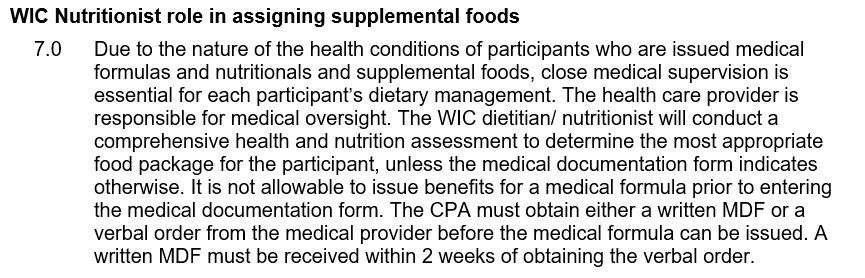 WIC Nutritionist role in assigning supplemental foods
7.0 Due to the nature of the health conditions of participants who are issued medical
formulas and nutritionals and supplemental foods, close medical supervision is
essential for each participant's dietary management. The health care provider is
responsible for medical oversight. The WIC dietitian/ nutritionist will conduct a
comprehensive health and nutrition assessment to determine the most appropriate
food package for the participant, unless the medical documentation form indicates
otherwise. It is not allowable to issue benefits for a medical formula prior to entering
the medical documentation form. The CPA must obtain either a written MDF or a
verbal order from the medical provider before the medical formula can be issued. A
written MDF must be received within 2 weeks of obtaining the verbal order.